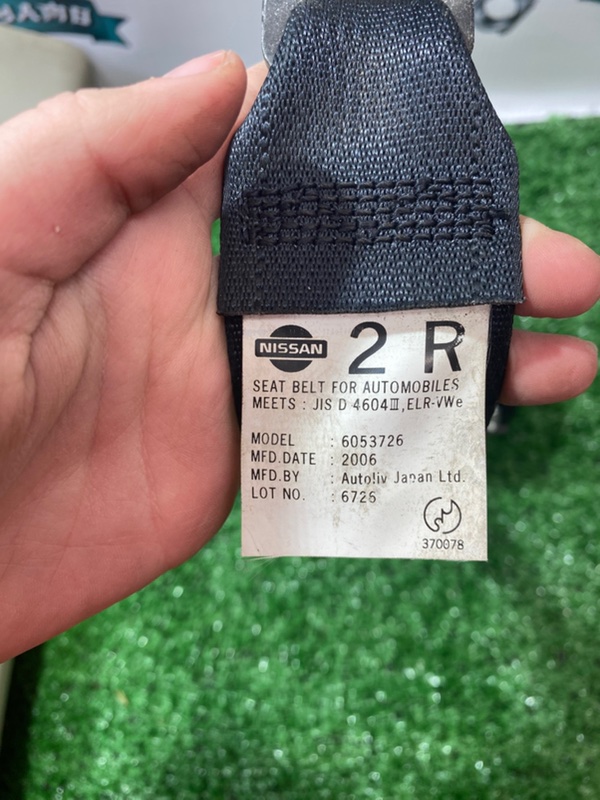 NISSAN 2 R
SEAT BELT FOR AUTOMOBILES
MEETS : JIS D 4604Ⅲ,ELR-VWe
MODEL : 6053726
MFD.DATE : 2006
MFD.BY : Autoliv Japan Ltd.
LOT NO. : 6726
370078